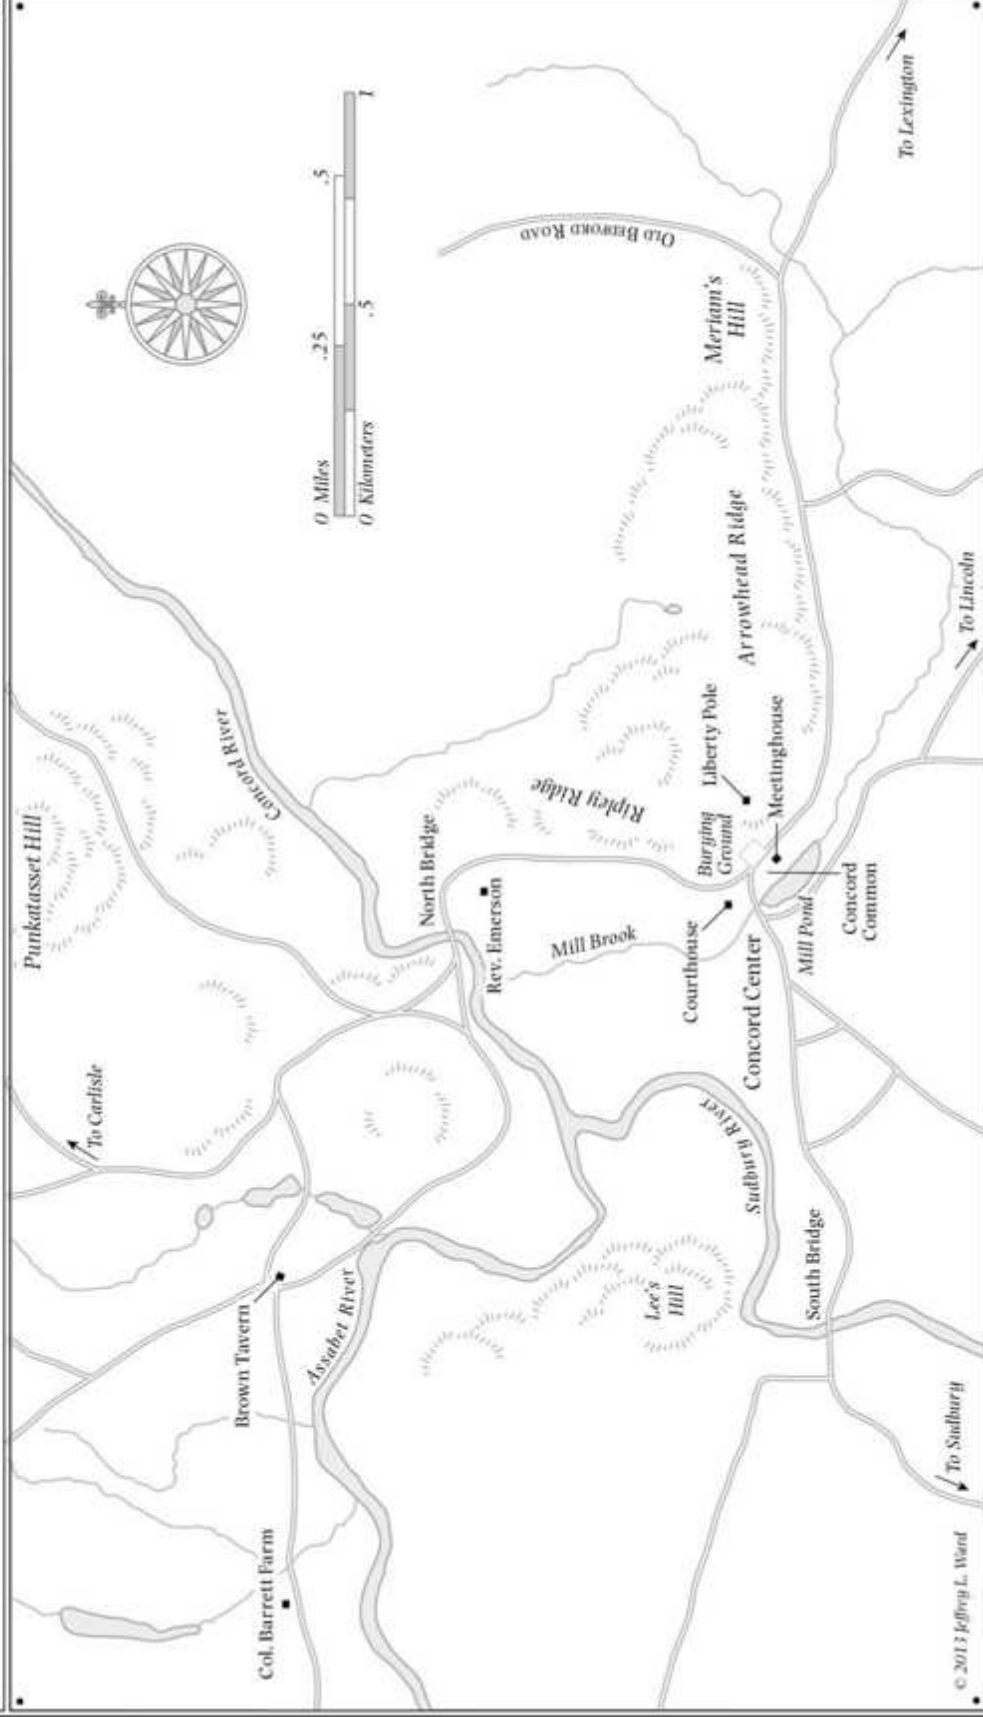 Punkatasset Hill
To Carlisle
Concord River
0 Miles .25 .5
0 Kilometers .5 1
Brown Tavern
North Bridge
Col. Barrett Farm
Assabet River
Rev. Emerson
Ripley Ridge
OLD BEDFORD ROAD
Mill Brook
Lee's
Hill
Sudbury River
Courthouse
Burying
Ground
Liberty Pole
Arrowhead Ridge
Meriam's
Hill
Concord Center
Meetinghouse
South Bridge
Mill Pond
Concord
Common
To Lexington
To Sudbury
To Lincoln
© 2013 Jeffrey L. Ward